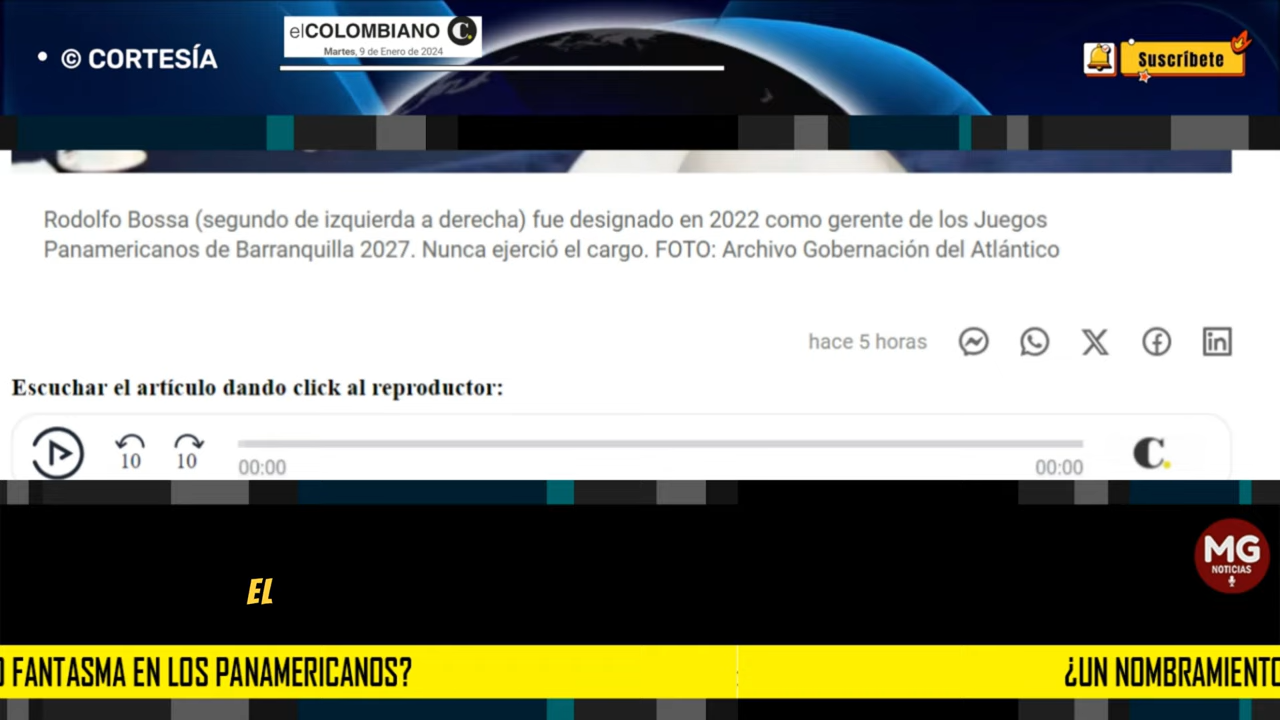 • © CORTESÍA
elCOLOMBIANO C.
Martes, 9 de Enero de 2024
Suscríbete
Rodolfo Bossa (segundo de izquierda a derecha) fue designado en 2022 como gerente de los Juegos
Panamericanos de Barranquilla 2027. Nunca ejerció el cargo. FOTO: Archivo Gobernación del Atlántico
hace 5 horas
Escuchar el artículo dando click al reproductor:
10 10 00:00 00:00 C.
MG
NOTICIAS
EL
O FANTASMA EN LOS PANAMERICANOS? ¿UN NOMBRAMIENTO